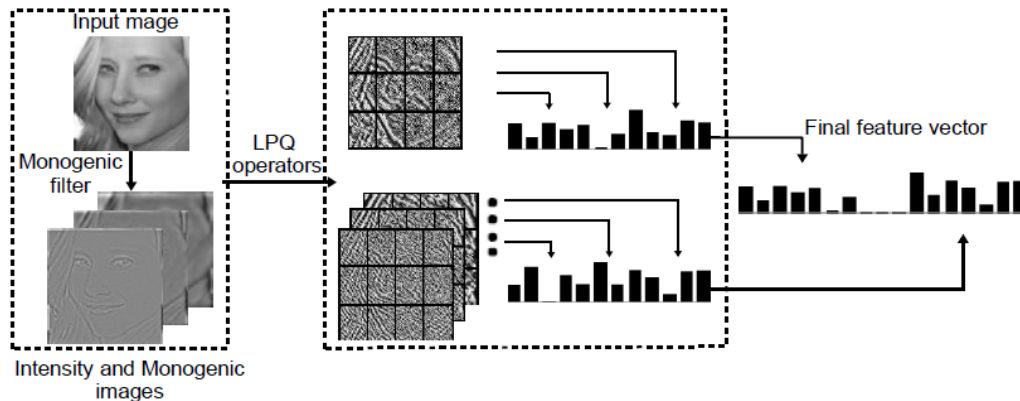 Input mage
Monogenic
filter
LPQ
operators
Final feature vector
Intensity and Monogenic
images